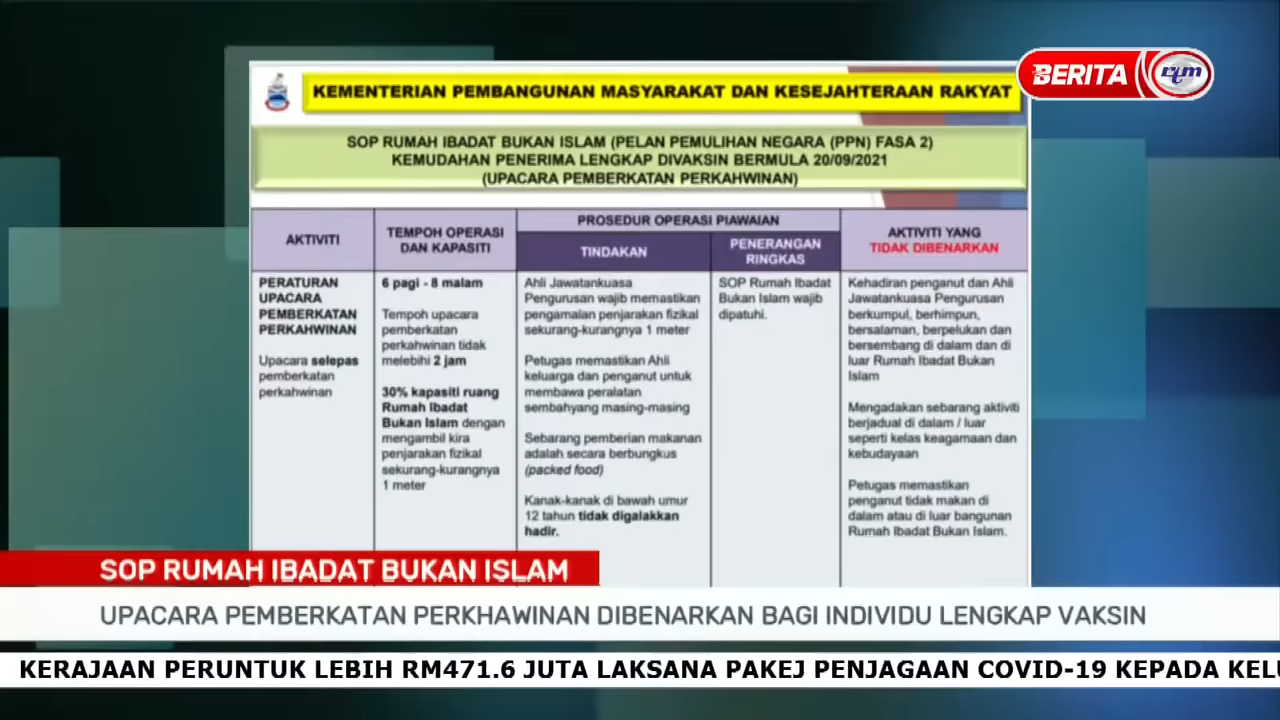 BERITA rtm
KEMENTERIAN PEMBANGUNAN MASYARAKAT DAN KESEJAHTERAAN RAKYAT
SOP RUMAH IBADAT BUKAN ISLAM (PELAN PEMULIHAN NEGARA (PPN) FASA 2)
KEMUDAHAN PENERIMA LENGKAP DIVAKSIN BERMULA 20/09/2021
(UPACARA PEMBERKATAN PERKAHWINAN)
AKTIVITI
TEMPOH OPERASI
DAN KAPASITI
PROSEDUR OPERASI PIAWAIAN
TINDAKAN
PENERANGAN
RINGKAS
AKTIVITI YANG
TIDAK DIBENARKAN
PERATURAN
UPACARA
PEMBERKATAN
PERKAHWINAN
Upacara selepas
pemberkatan
perkahwinan
6 pagi - 8 malam
Tempoh upacara
pemberkatan
perkahwinan tidak
melebihi 2 jam
30% kapasiti ruang
Rumah Ibadat
Bukan Islam dengan
mengambil kira
penjarakan fizikal
sekurang-kurangnya
1 meter
Ahli Jawatankuasa
Pengurusan wajib memastikan
pengamalan penjarakan fizikal
sekurang-kurangnya 1 meter
Petugas memastikan Ahli
keluarga dan penganut untuk
membawa peralatan
sembahyang masing-masing
Sebarang pemberian makanan
adalah secara berbungkus
(packed food)
Kanak-kanak di bawah umur
12 tahun tidak digalakkan
hadir.
SOP Rumah Ibadat
Bukan Islam wajib
dipatuhi.
Kehadiran penganut dan Ahli
Jawatankuasa Pengurusan
berkumpul, berhimpun,
bersalaman, berpelukan dan
bersembang di dalam dan di
luar Rumah Ibadat Bukan
Islam
Mengadakan sebarang aktiviti
berjadual di dalam / luar
seperti kelas keagamaan dan
kebudayaan
Petugas memastikan
penganut tidak makan di
dalam atau di luar bangunan
Rumah Ibadat Bukan Islam.
SOP RUMAH IBADAT BUKAN ISLAM
UPACARA PEMBERKATAN PERKHAWINAN DIBENARKAN BAGI INDIVIDU LENGKAP VAKSIN
KERAJAAN PERUNTUK LEBIH RM471.6 JUTA LAKSANA PAKEJ PENJAGAAN COVID-19 KEPADA KELU